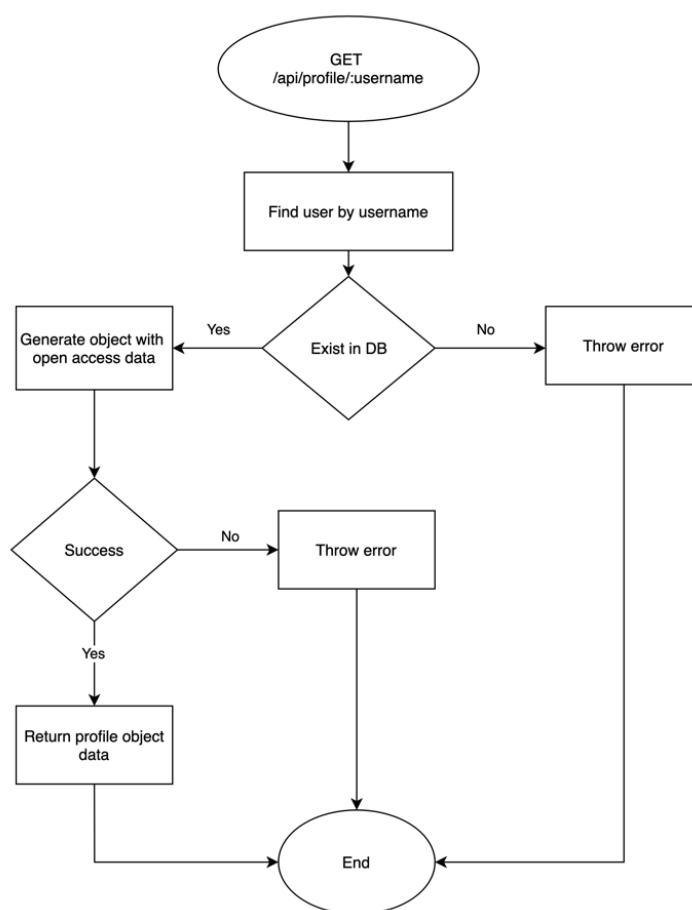 GET
/api/profile/:username
Find user by username
Generate object with
open access data
Yes
Exist in DB
No
Throw error
Success
No
Throw error
Yes
Return profile object
data
End